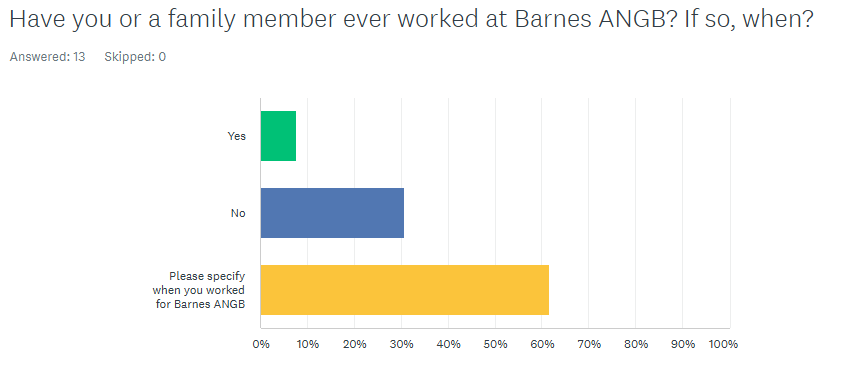 Have you or a family member ever worked at Barnes ANGB? If so, when?
Answered: 13 Skipped: 0
Yes
No
Please specify
when you worked
for Barnes ANGB
0% 10% 20% 30% 40% 50% 60% 70% 80% 90% 100%